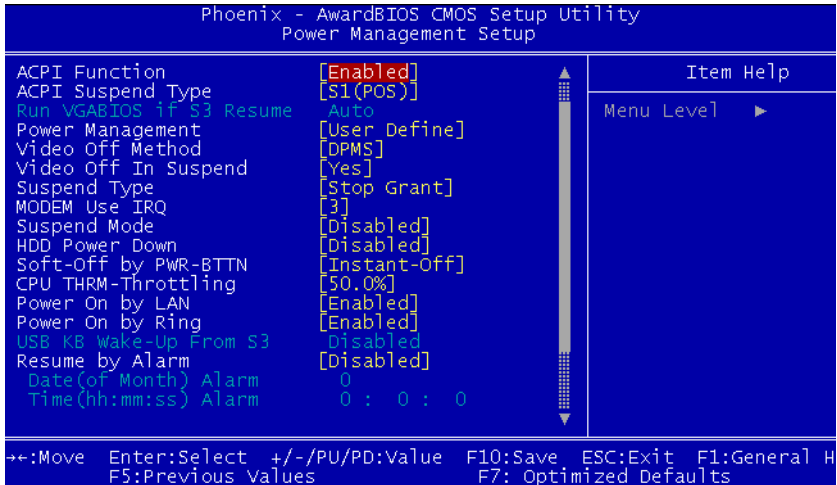 Phoenix - AwardBIOS CMOS Setup Utility
Power Management Setup
ACPI Function [Enabled]
ACPI Suspend Type [S1(POS)]
Run VGABIOS if S3 Resume Auto
Power Management [User Define]
Video Off Method [DPMS]
Video Off In Suspend [Yes]
Suspend Type [Stop Grant]
MODEM Use IRQ [3]
Suspend Mode [Disabled]
HDD Power Down [Disabled]
Soft-Off by PWR-BTTN [Instant-Off]
CPU THRM-Throttling [50.0%]
Power On by LAN [Enabled]
Power On by Ring [Enabled]
USB KB Wake-Up From S3 Disabled
Resume by Alarm [Disabled]
Date(of Month) Alarm 0
Time(hh:mm:ss) Alarm 0 : 0 : 0
Item Help
Menu Level ►
→←:Move Enter:Select +/-/PU/PD:Value F10:Save ESC:Exit F1:General H
F5:Previous Values F7: Optimized Defaults